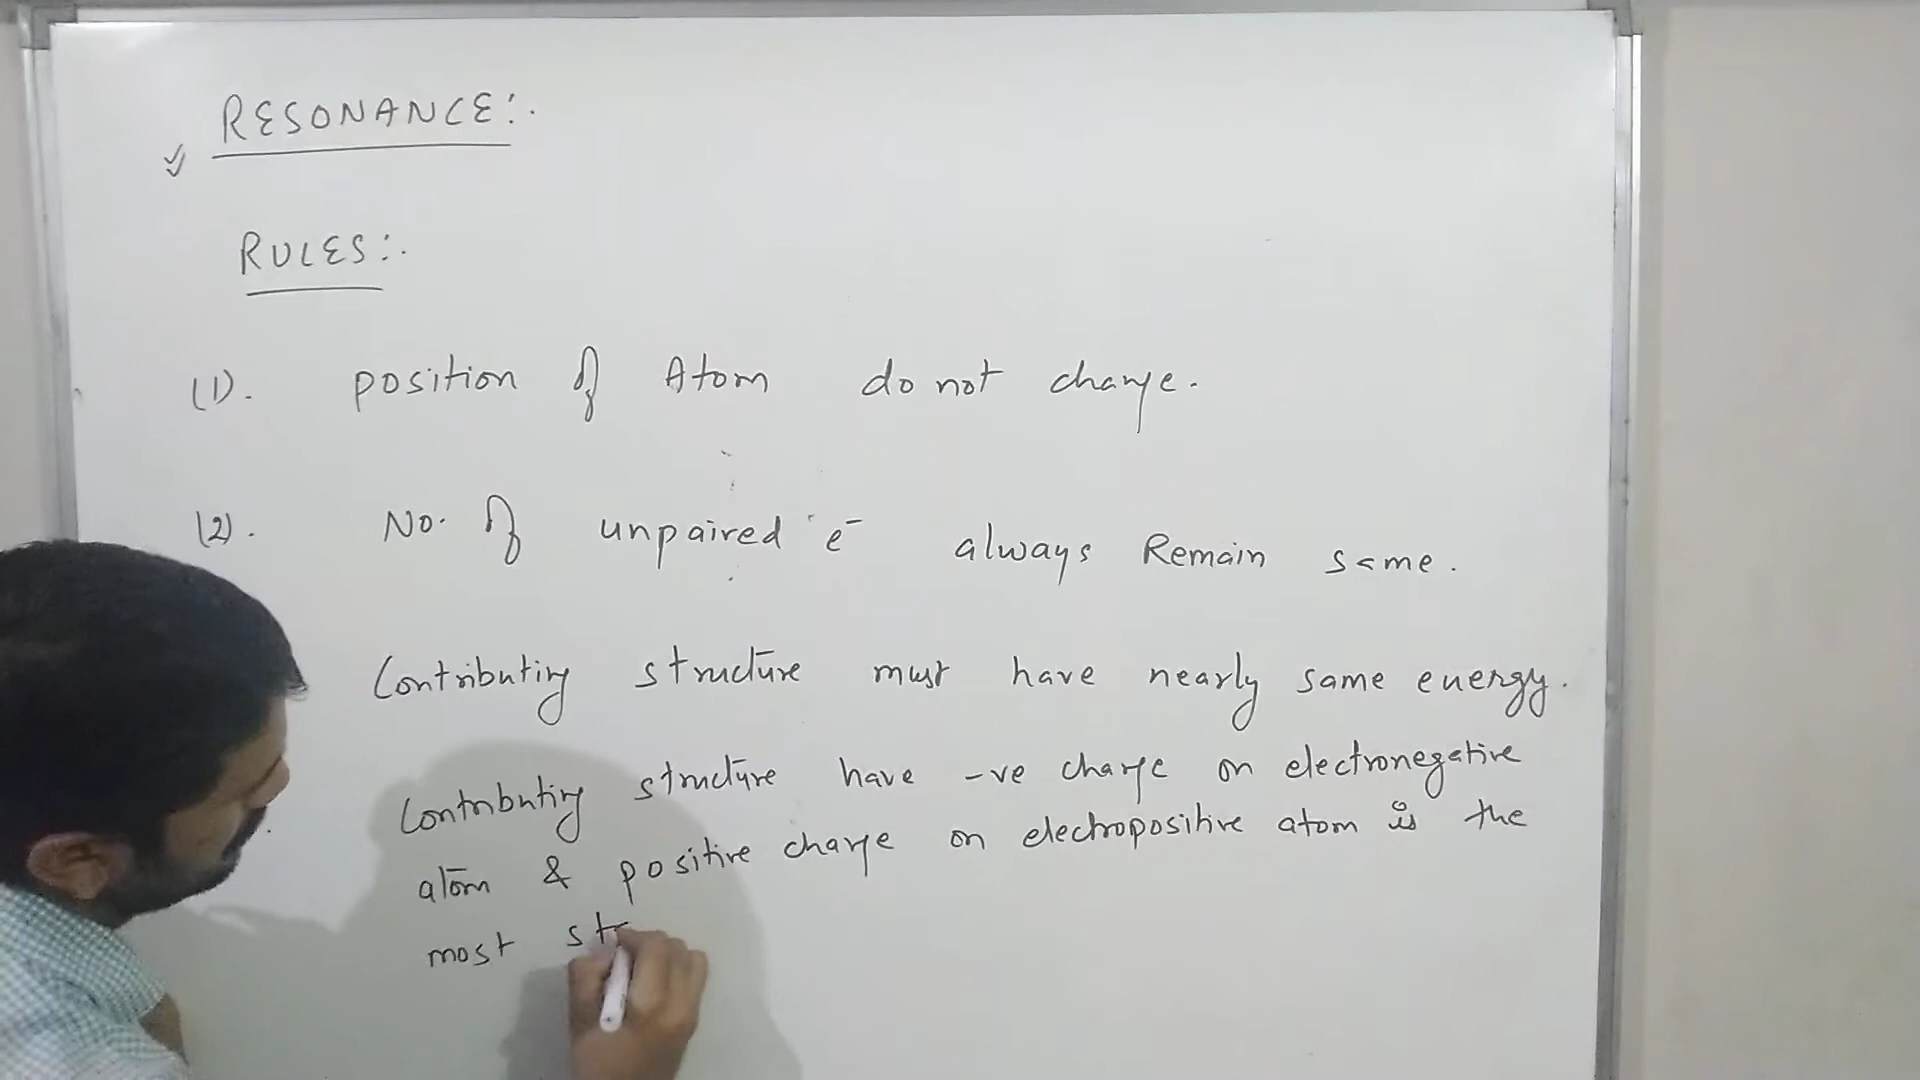 RESONANCE:.
RULES:.
(1). position of Atom do not change.
(2). No. of unpaired e⁻ always Remain same.
Contributing structure must have nearly same energy.
Contributing structure have -ve charge on electronegative
atom & positive charge on electropositive atom is the
most st